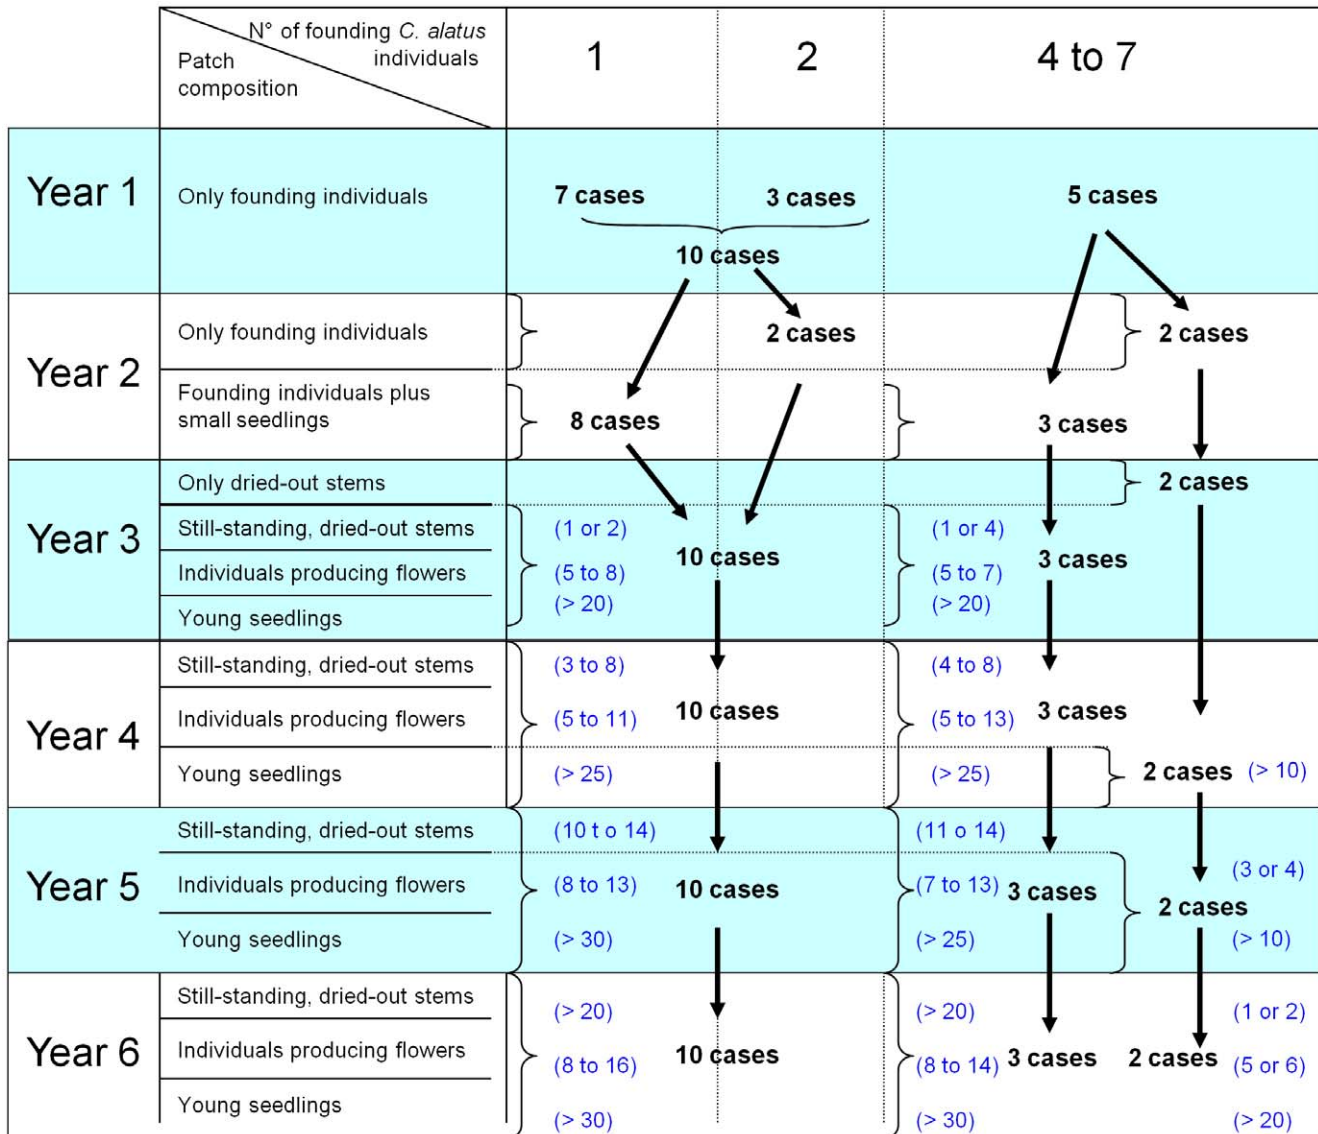 N° of founding C. alatus
individuals
Patch
composition
1
2
4 to 7
Year 1
Only founding individuals
7 cases
3 cases
5 cases
10 cases
Year 2
Only founding individuals
2 cases
2 cases
Founding individuals plus
small seedlings
8 cases
3 cases
Year 3
Only dried-out stems
2 cases
Still-standing, dried-out stems
(1 or 2)
(1 or 4)
10 cases
3 cases
Individuals producing flowers
(5 to 8)
(5 to 7)
Young seedlings
(> 20)
(> 20)
Year 4
Still-standing, dried-out stems
(3 to 8)
(4 to 8)
Individuals producing flowers
(5 to 11)
10 cases
(5 to 13)
3 cases
Young seedlings
(> 25)
(> 25)
2 cases
(> 10)
Year 5
Still-standing, dried-out stems
(10 t o 14)
(11 o 14)
Individuals producing flowers
(8 to 13)
10 cases
(7 to 13)
3 cases
2 cases
(3 or 4)
Young seedlings
(> 30)
(> 25)
(> 10)
Year 6
Still-standing, dried-out stems
(> 20)
(> 20)
(1 or 2)
Individuals producing flowers
(8 to 16)
10 cases
(8 to 14)
3 cases
2 cases
(5 or 6)
Young seedlings
(> 30)
(> 30)
(> 20)